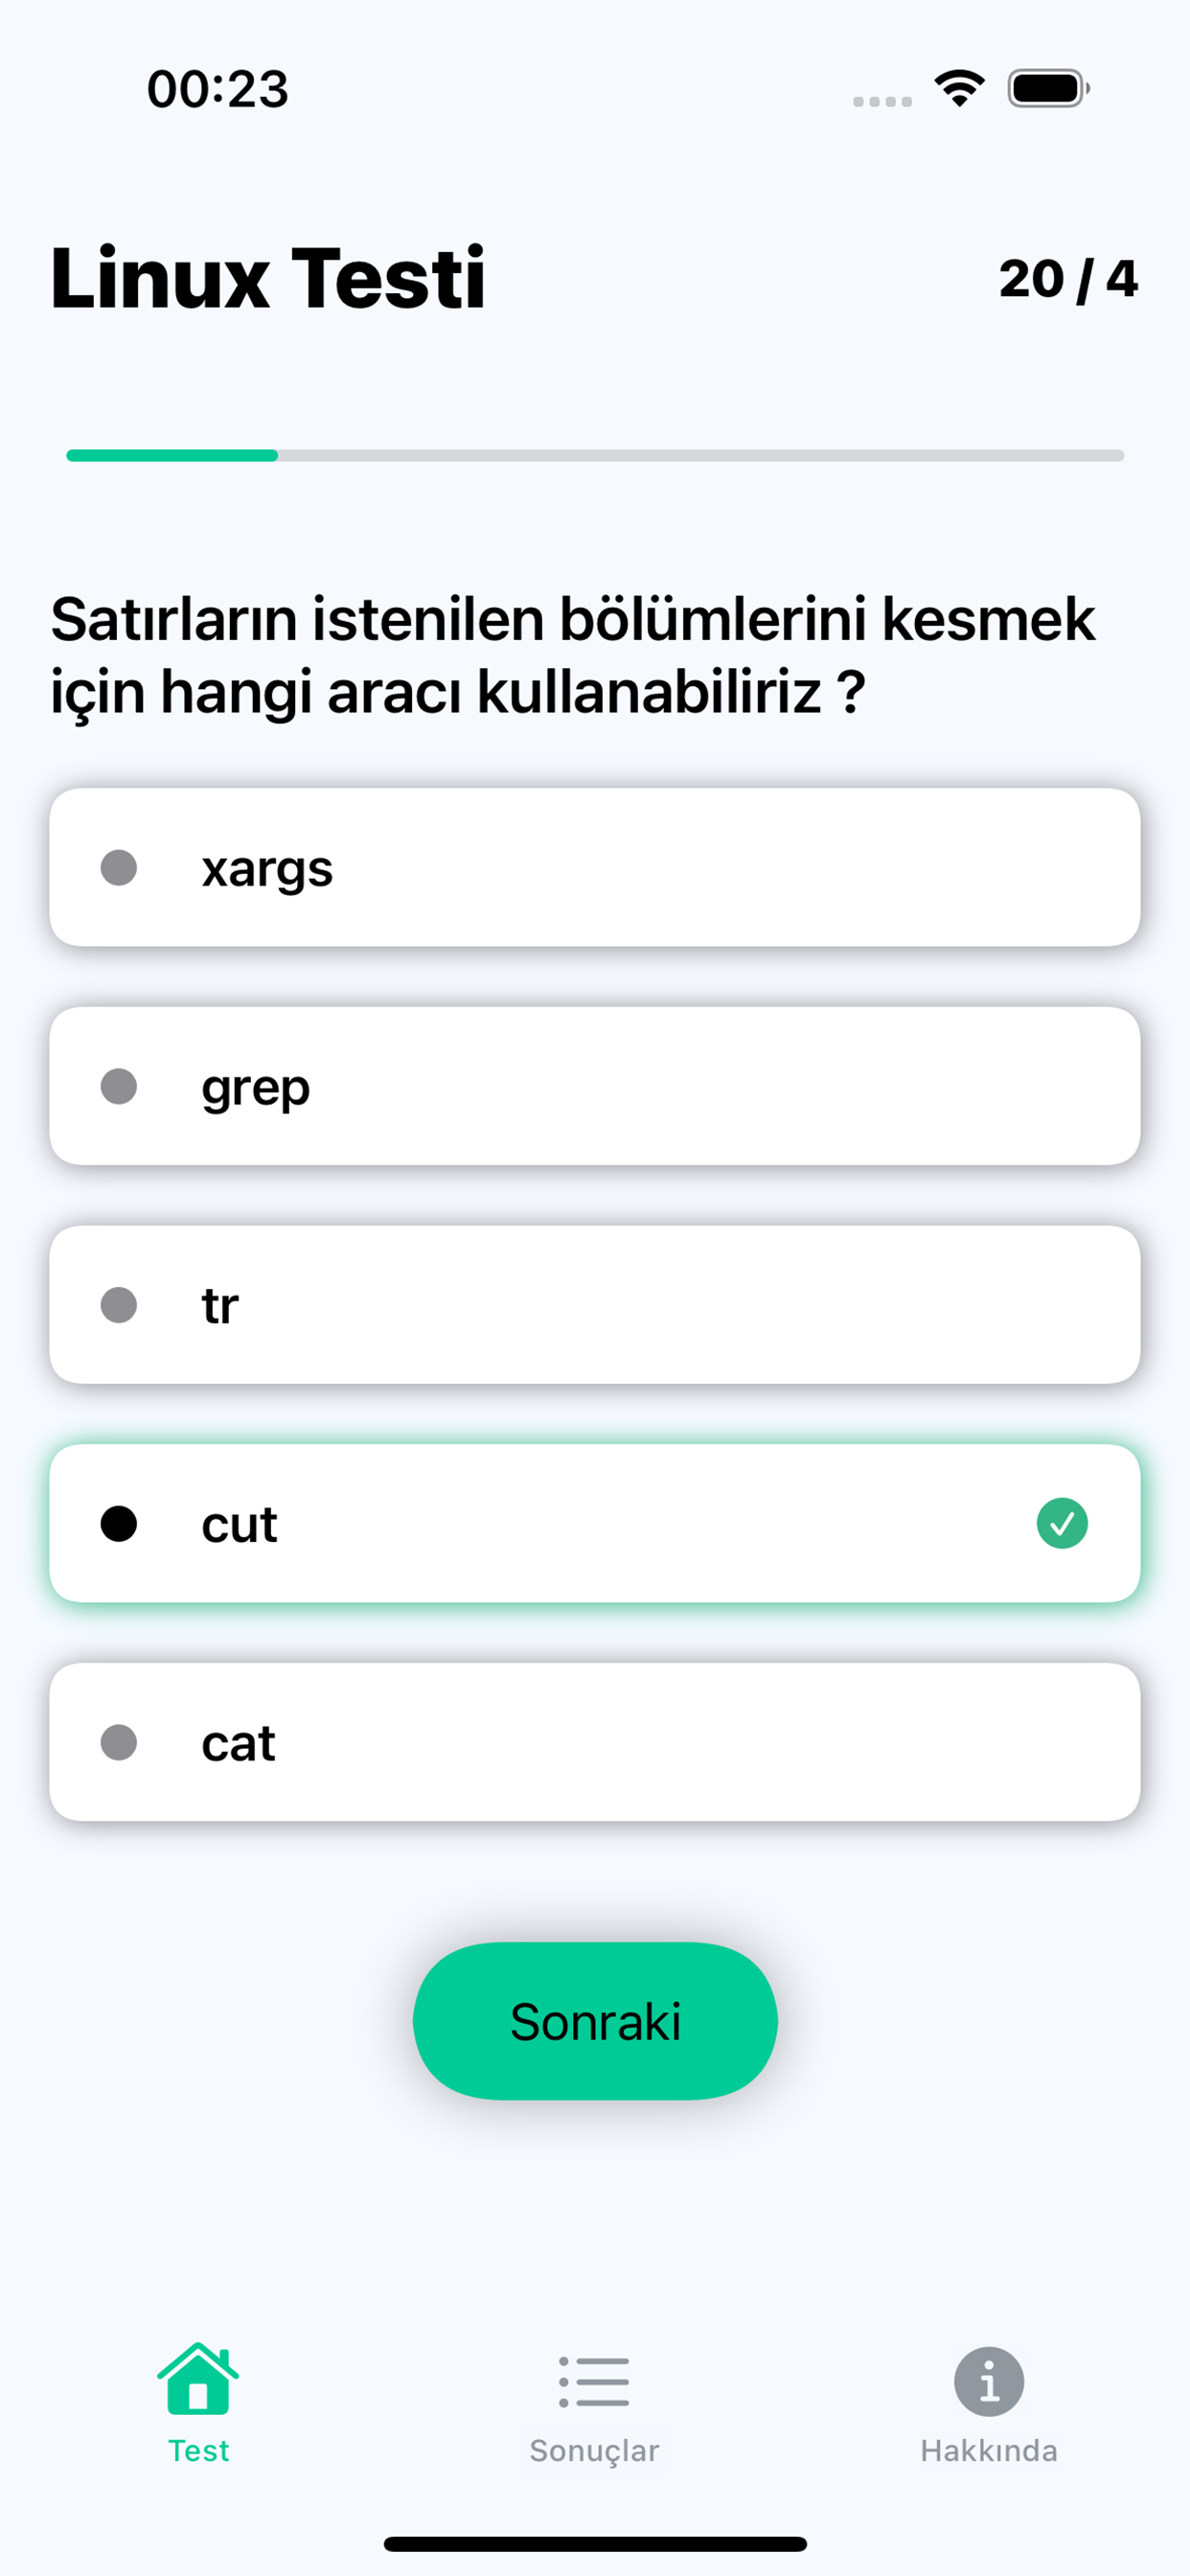 00:23
Linux Testi
20 / 4
Satırların istenilen bölümlerini kesmek
için hangi aracı kullanabiliriz ?
xargs
grep
tr
cut
cat
Sonraki
Test
Sonuçlar
Hakkında